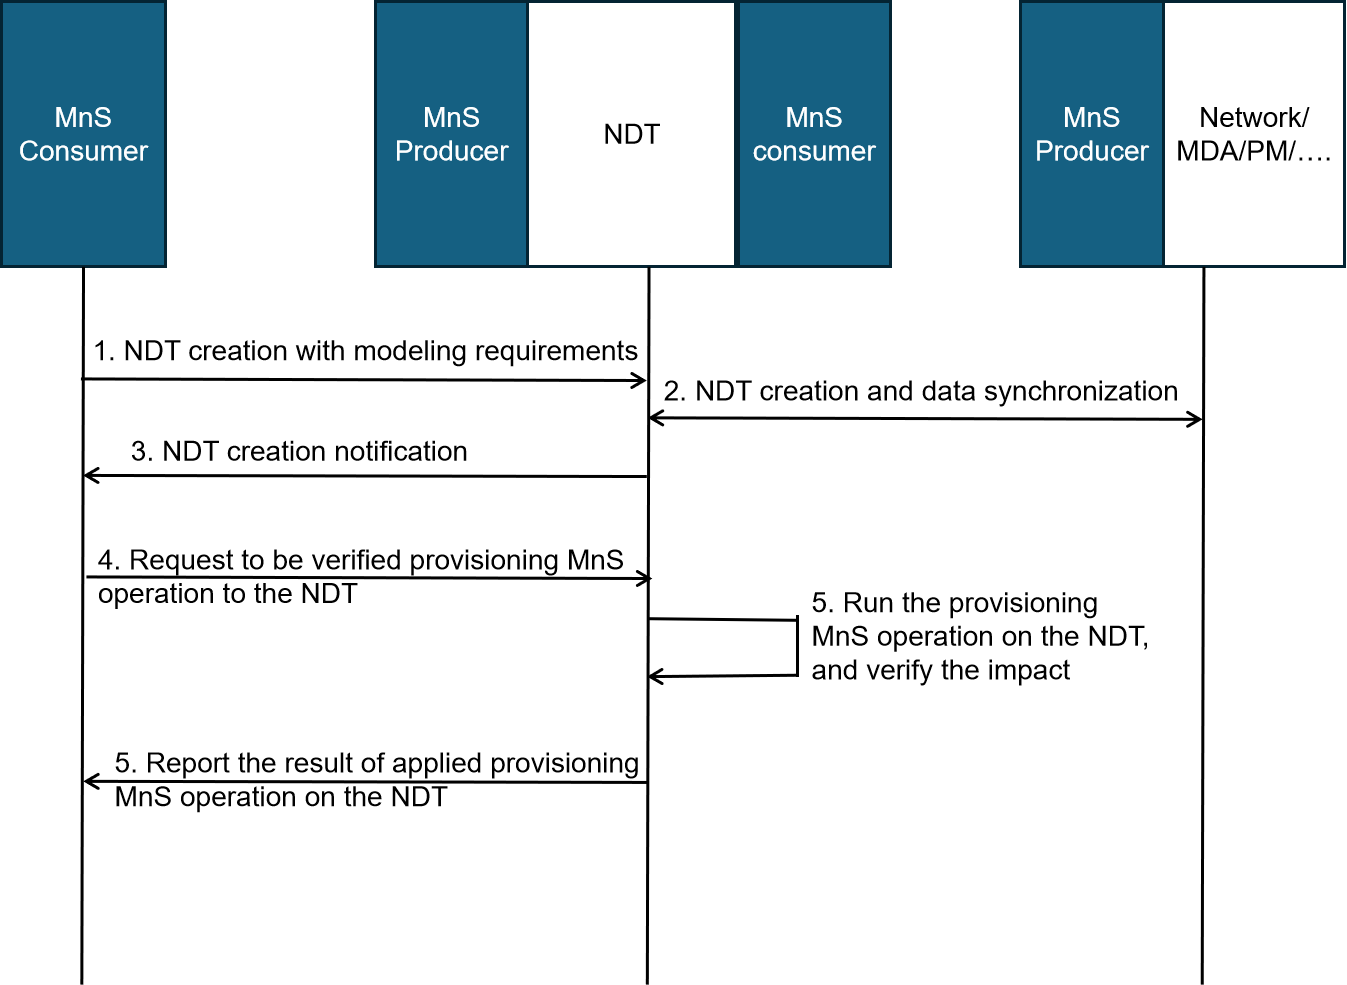 MnS
Consumer
MnS
Producer
NDT
MnS
consumer
MnS
Producer
Network/
MDA/PM/....
1. NDT creation with modeling requirements
2. NDT creation and data synchronization
3. NDT creation notification
4. Request to be verified provisioning MnS
operation to the NDT
5. Run the provisioning
MnS operation on the NDT,
and verify the impact
5. Report the result of applied provisioning
MnS operation on the NDT